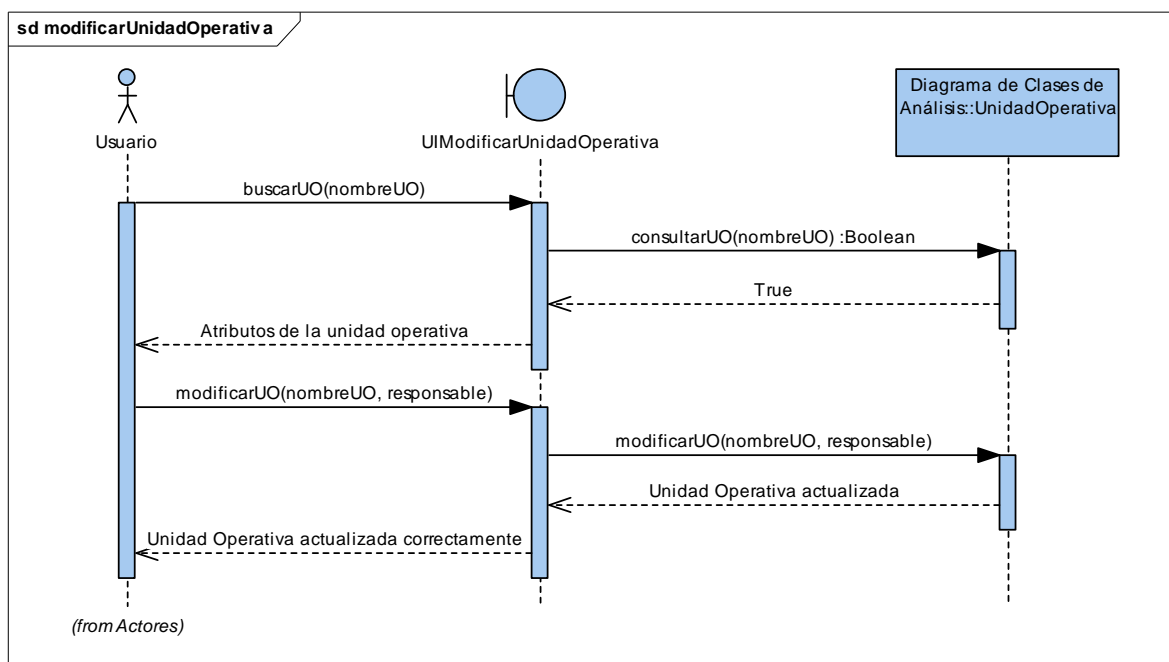 sd modificarUnidadOperativa
Usuario
UIModificarUnidadOperativa
Diagrama de Clases de
Análisis::UnidadOperativa
buscarUO(nombreUO)
consultarUO(nombreUO) :Boolean
True
Atributos de la unidad operativa
modificarUO(nombreUO, responsable)
modificarUO(nombreUO, responsable)
Unidad Operativa actualizada
Unidad Operativa actualizada correctamente
(from Actores)